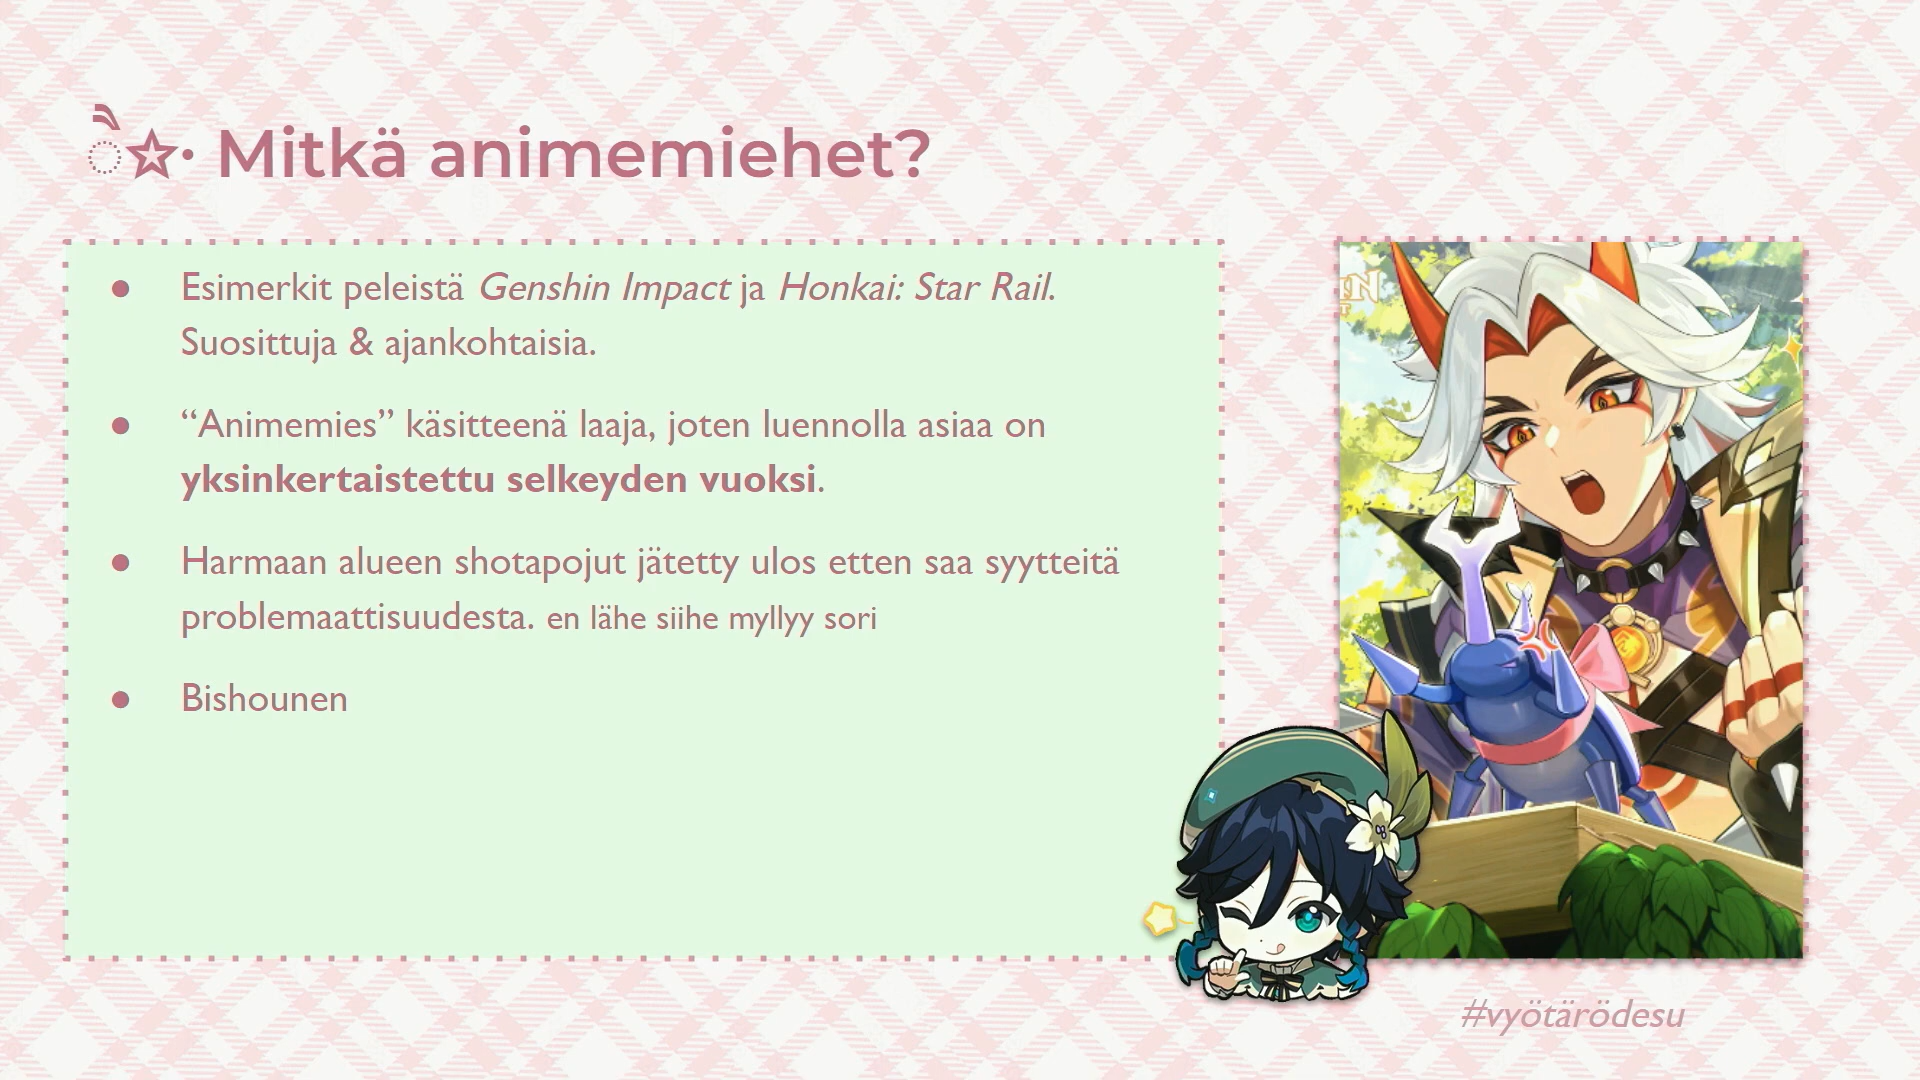 ੈ☆‧ Mitkä animemiehet?
● Esimerkit peleistä Genshin Impact ja Honkai: Star Rail.
Suosittuja & ajankohtaisia.
● “Animemies” käsitteenä laaja, joten luennolla asiaa on
yksinkertaistettu selkeyden vuoksi.
● Harmaan alueen shotapojut jätetty ulos etten saa syytteitä
problemaattisuudesta. en lähe siihe myllyy sori
● Bishounen
#vyötärödesu